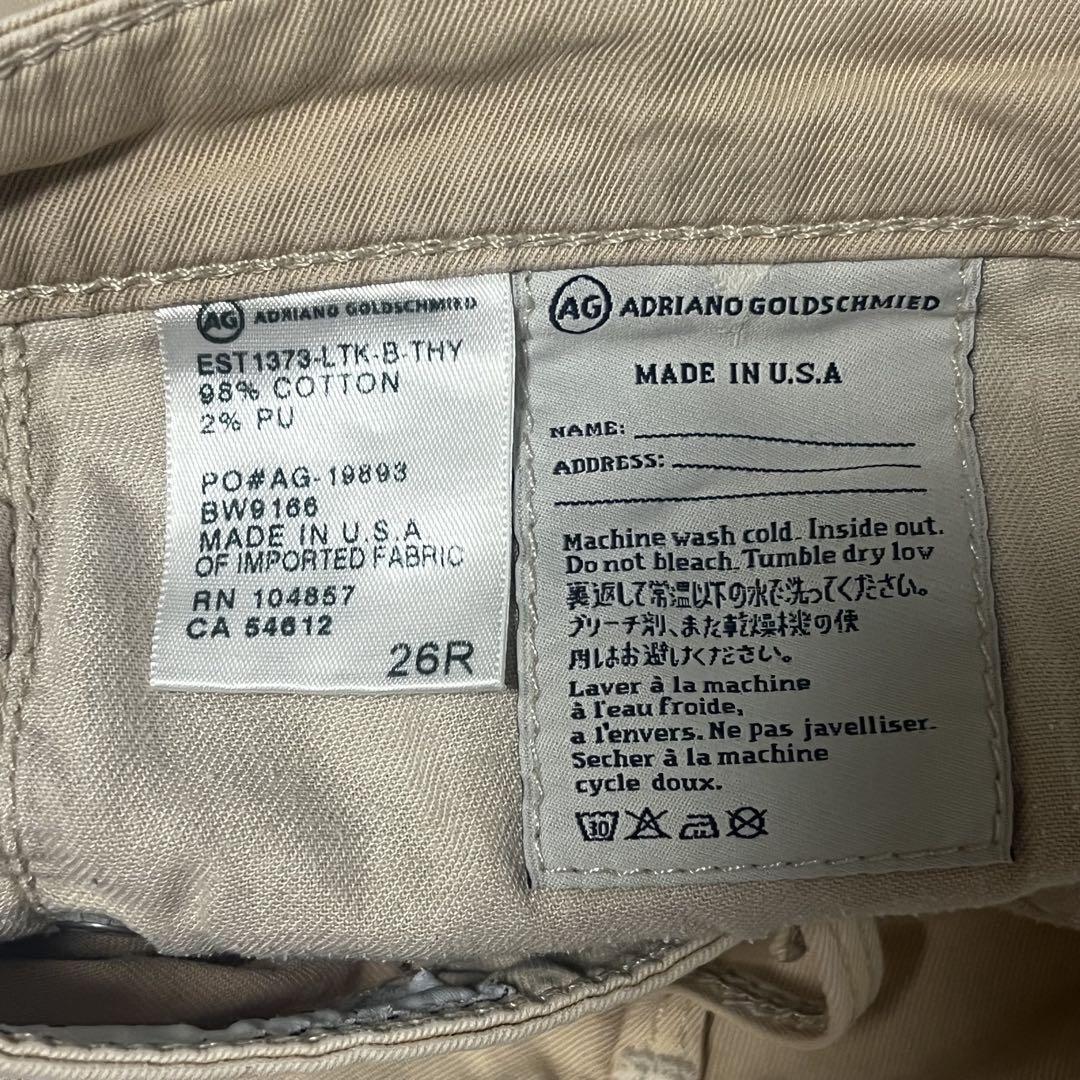 AG ADRIANO GOLDSCHMIED
EST1373-LTK-B-THY
98% COTTON
2% PU
PO#AG-19893
BW9166
MADE IN U.S.A
OF IMPORTED FABRIC
RN 104857
CA 54612
26R
AG ADRIANO GOLDSCHMIED
MADE IN U.S.A
NAME:
ADDRESS:
Machine wash cold. Inside out.
Do not bleach. Tumble dry low
裏返して常温以下の水で洗ってください。
ブリーチ剤、また乾燥機の使
用はお避けください。
Laver à la machine
à l'eau froide,
a l'envers. Ne pas javelliser.
Secher à la machine
cycle doux.
30